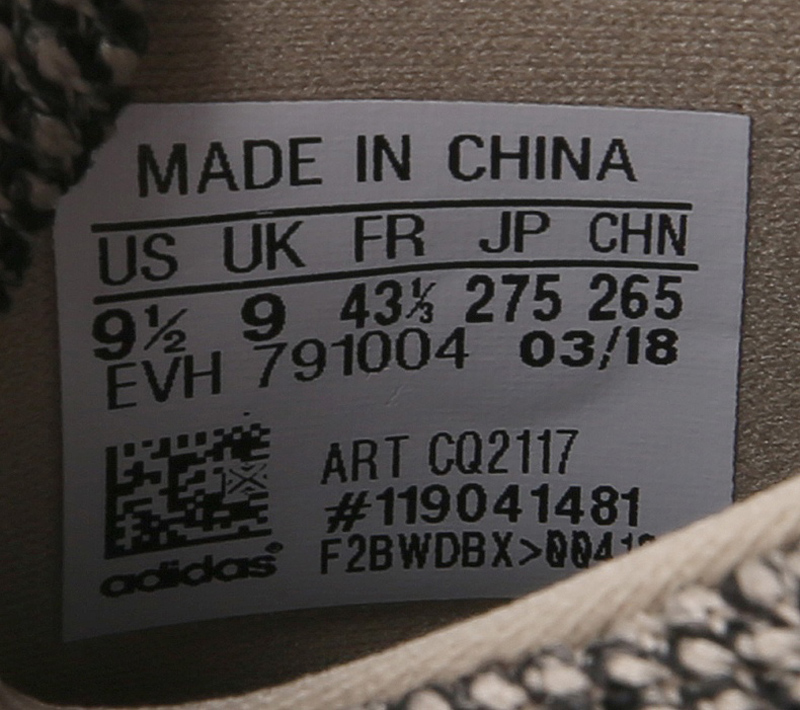 MADE IN CHINA
US UK FR JP CHN
9½ 9 43⅓ 275 265
EVH 791004 03/18
ART CQ2117
#119041481
F2BWDBX>
adidas®